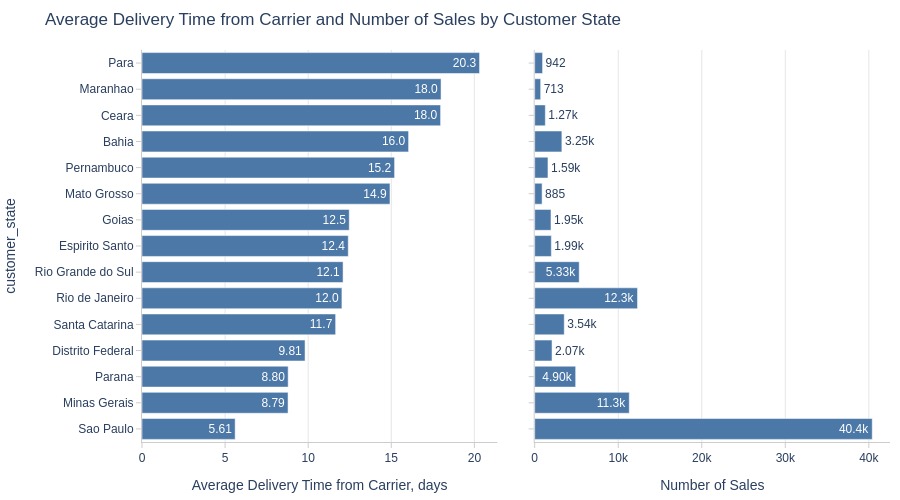 Average Delivery Time from Carrier and Number of Sales by Customer State
customer_state
Para 20.3 942
Maranhao 18.0 713
Ceara 18.0 1.27k
Bahia 16.0 3.25k
Pernambuco 15.2 1.59k
Mato Grosso 14.9 885
Goias 12.5 1.95k
Espirito Santo 12.4 1.99k
Rio Grande do Sul 12.1 5.33k
Rio de Janeiro 12.0 12.3k
Santa Catarina 11.7 3.54k
Distrito Federal 9.81 2.07k
Parana 8.80 4.90k
Minas Gerais 8.79 11.3k
Sao Paulo 5.61 40.4k
0 5 10 15 20 0 10k 20k 30k 40k
Average Delivery Time from Carrier, days Number of Sales